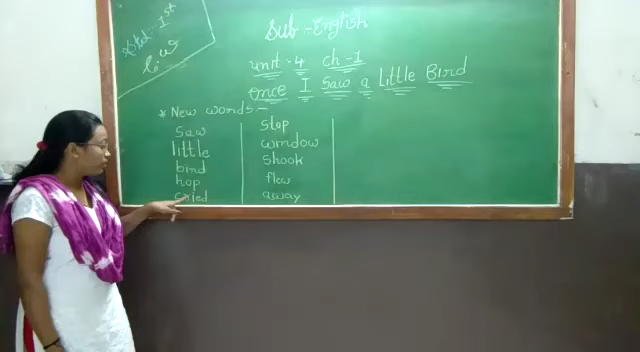 Std:- 1st
L.W
Sub - English
unit - 4 ch - 1
Once I Saw a Little Bird
* New words:-
saw
little
bird
hop
cried
stop
window
shook
flew
away